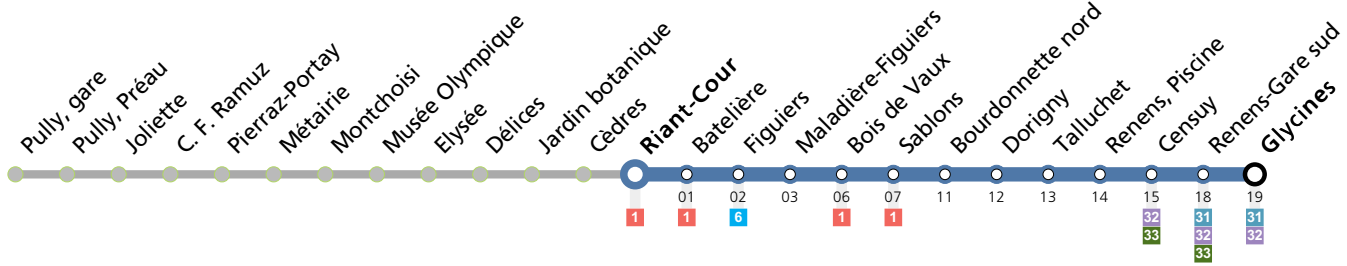 Pully, gare
Pully, Préau
Joliette
C. F. Ramuz
Pierraz-Portay
Métairie
Montchoisi
Musée Olympique
Elysée
Délices
Jardin botanique
Cèdres
Riant-Cour
Batelière
Figuiers
Maladière-Figuiers
Bois de Vaux
Sablons
Bourdonnette nord
Dorigny
Talluchet
Renens, Piscine
Censuy
Renens-Gare sud
Glycines
01 02 03 06 07 11 12 13 14 15 18 19
1 1 6 1 1 32 31 31
33 32 32
33